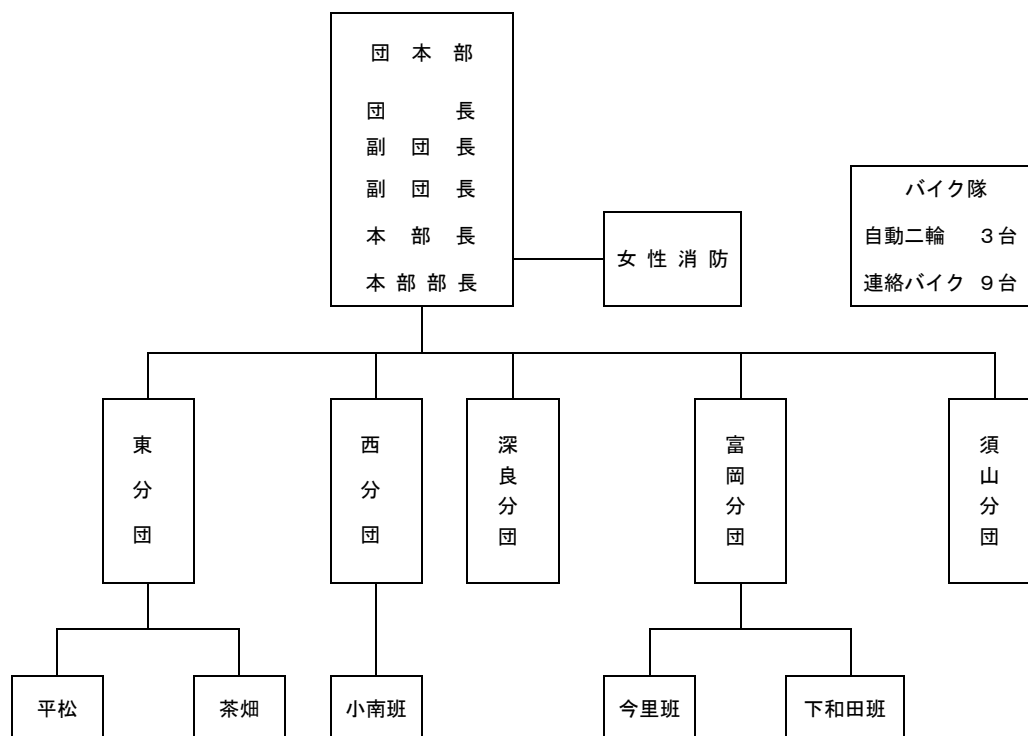 団本部
団長
副団長
副団長
本部長
本部部長
女性消防
バイク隊
自動二輪 3台
連絡バイク 9台
東分団
西分団
深良分団
富岡分団
須山分団
平松
茶畑
小南班
今里班
下和田班